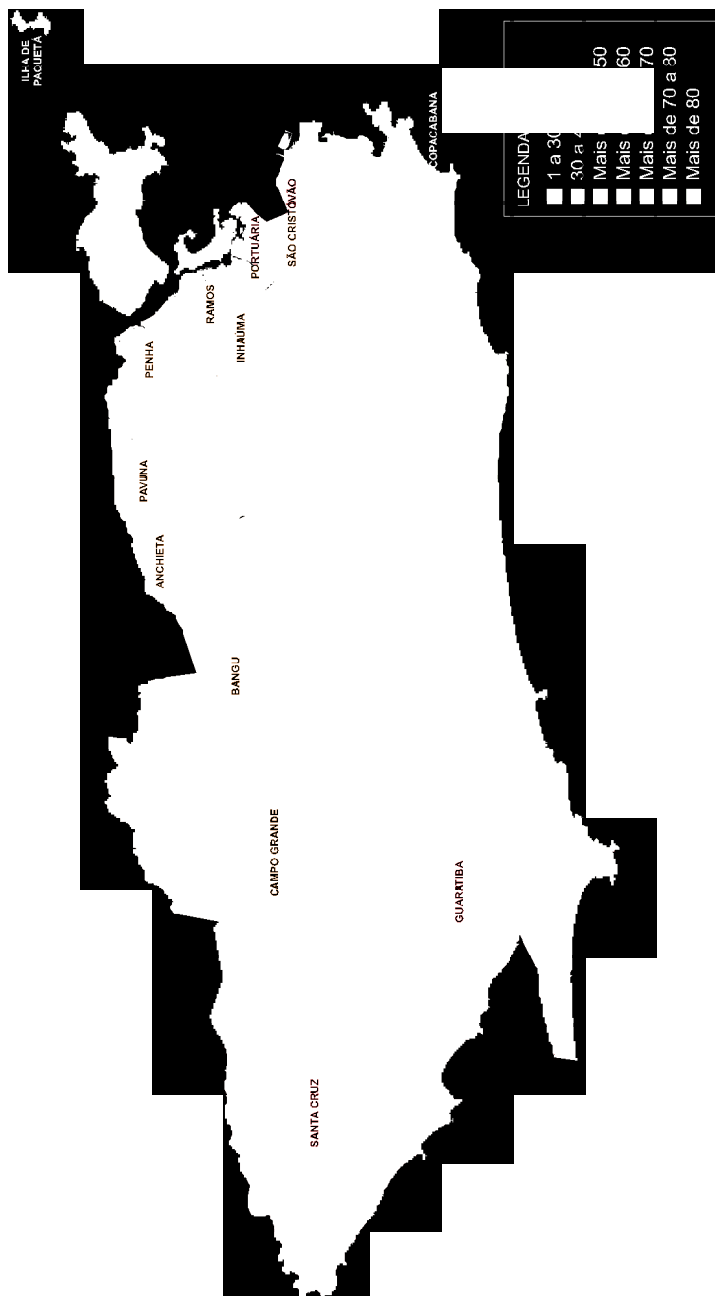 ILHA DE
PAQUETÁ
COPACABANA
SÃO CRISTÓVÃO
PORTUÁRIA
RAMOS
INHAÚMA
PENHA
PAVUNA
ANCHIETA
BANGU
CAMPO GRANDE
GUARATIBA
SANTA CRUZ
LEGENDA
1 a 30
30 a
Mais 50
Mais 60
Mais 70
Mais de 70 a 80
Mais de 80